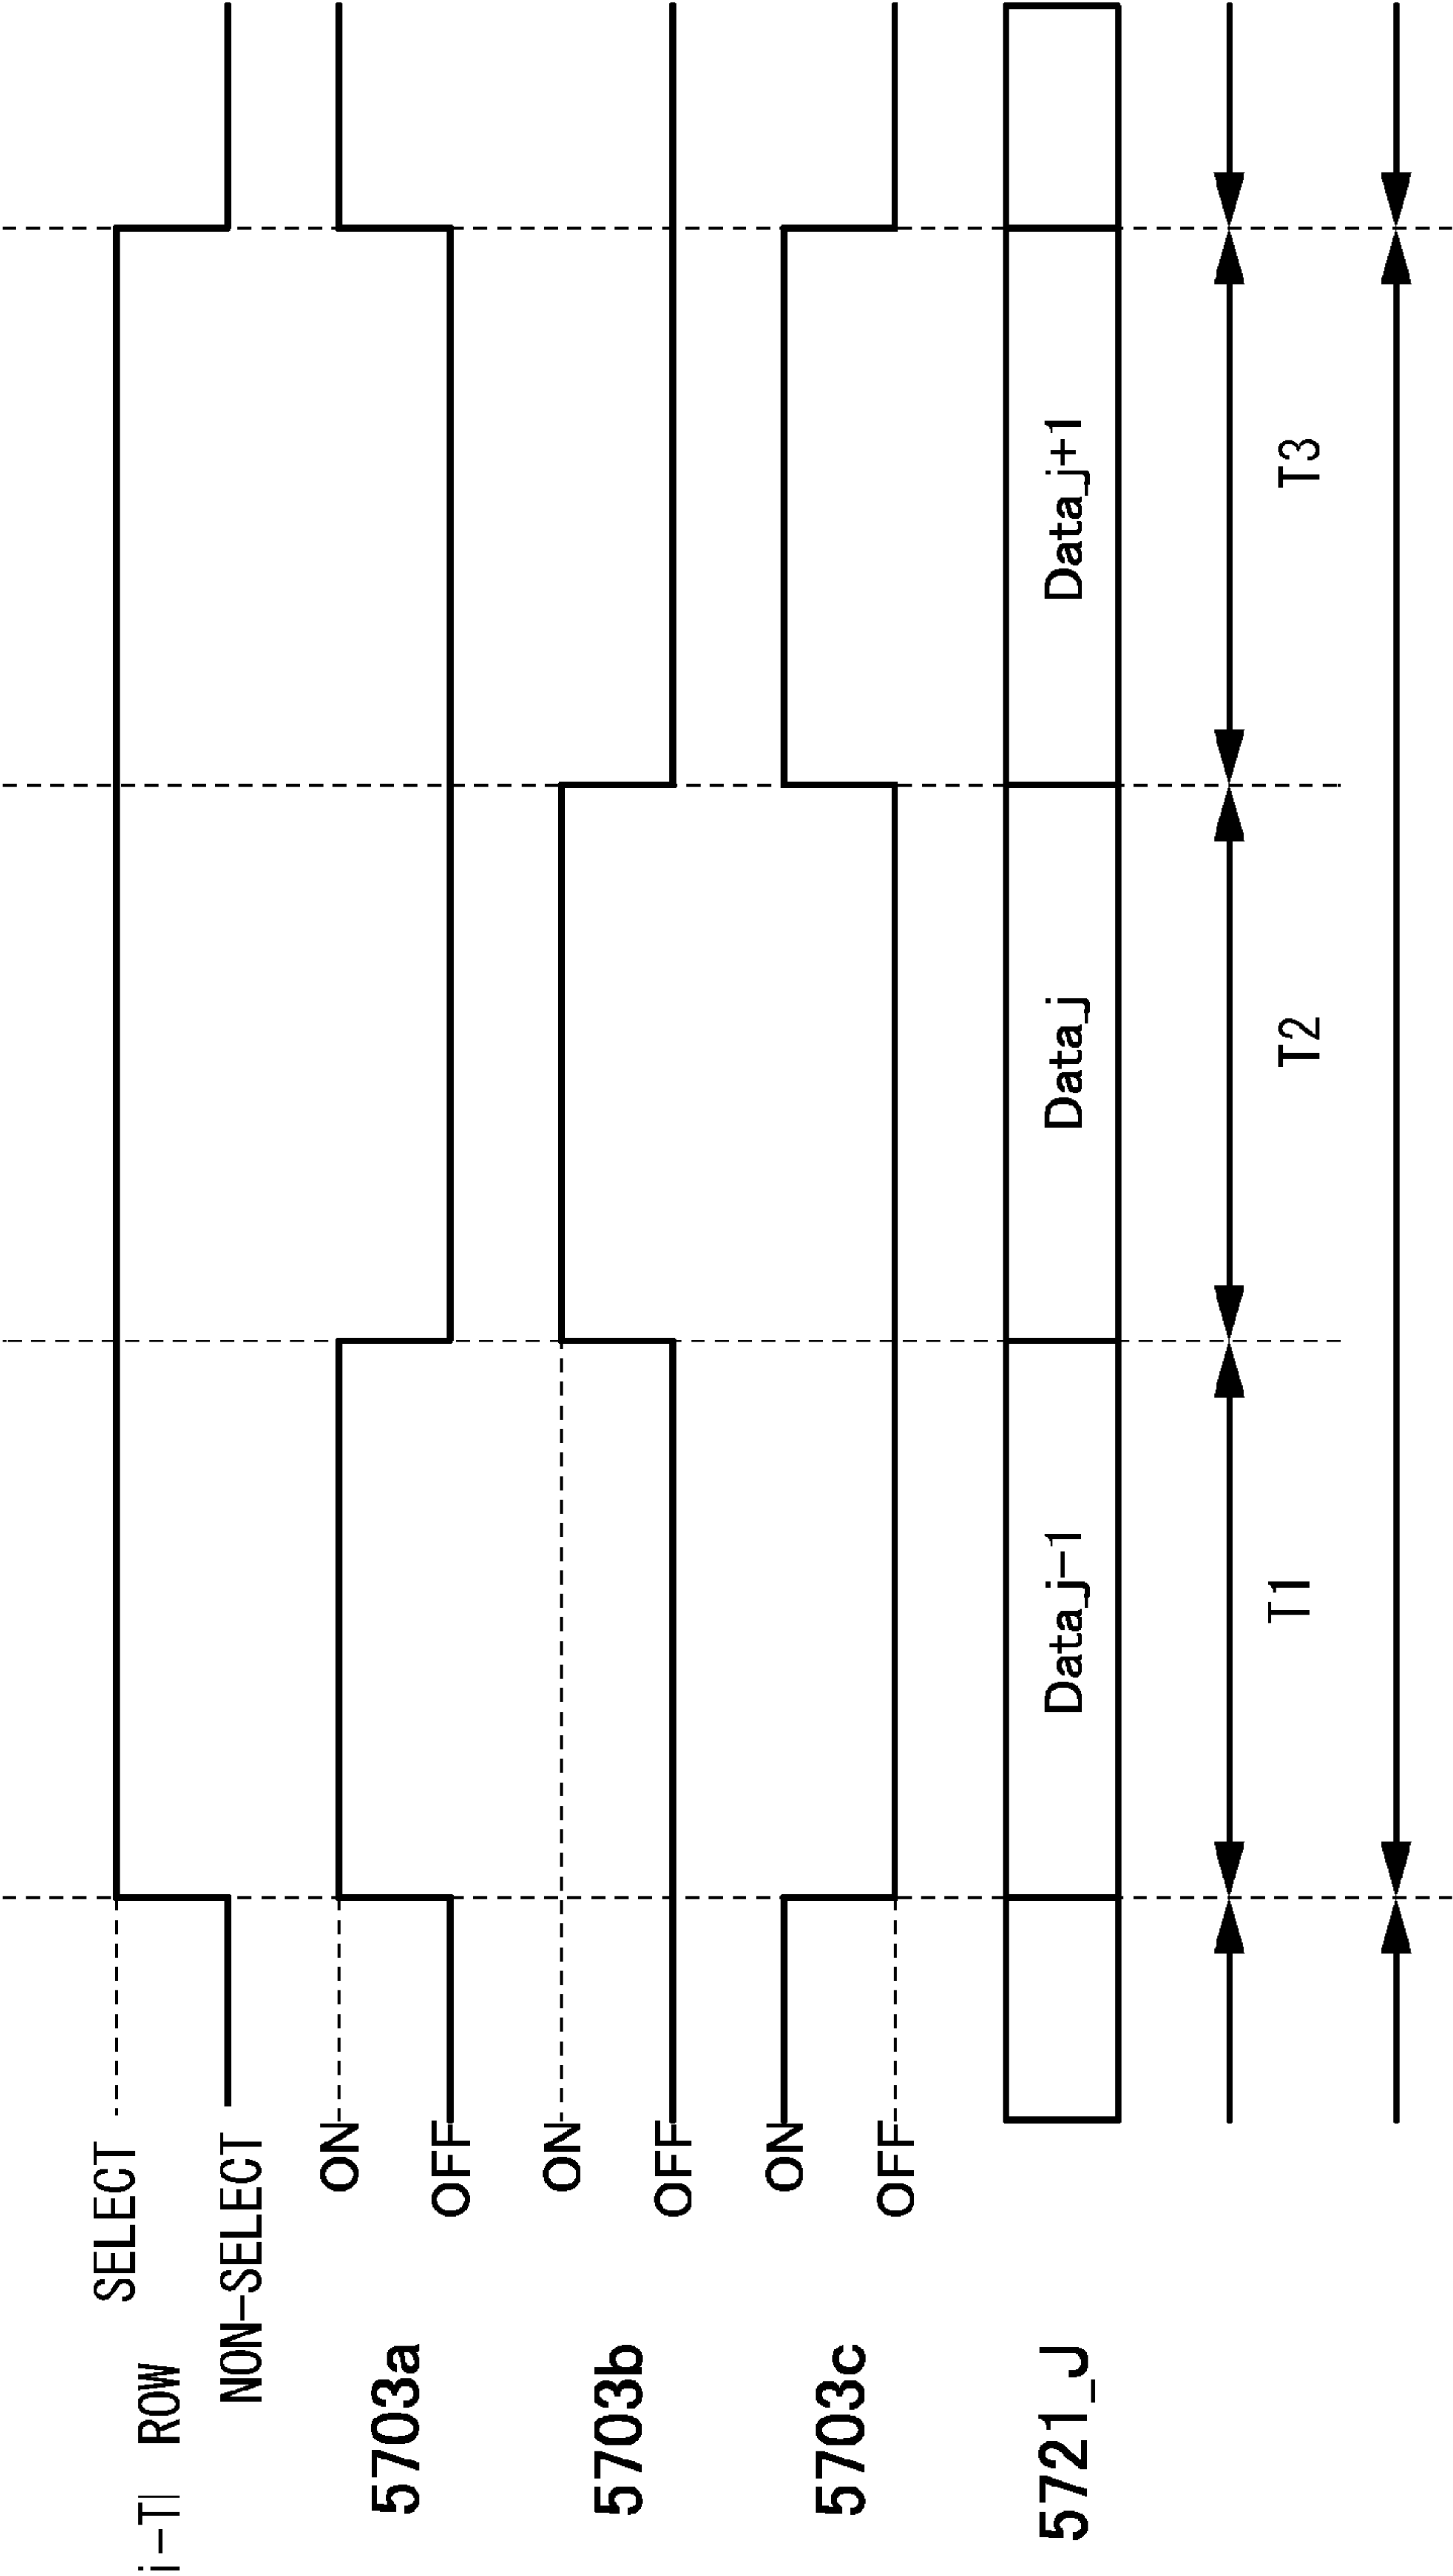 SELECT
i-TI ROW
NON-SELECT
ON
5703a
OFF
ON
5703b
OFF
ON
5703c
OFF
5721_J
Data_j-1
Data_j
Data_j+1
T1
T2
T3